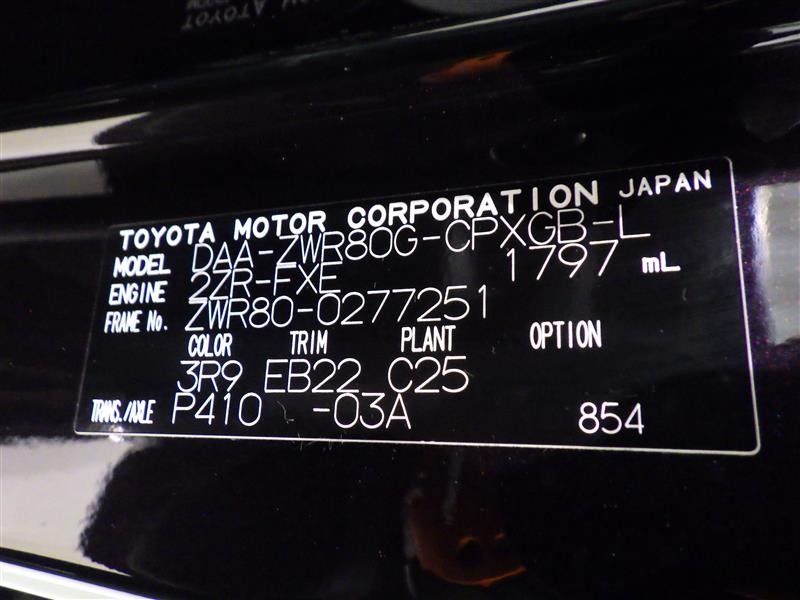 TOYOTA MOTOR CORPORATION JAPAN
MODEL DAA-ZWR80G-CPXGB-L
ENGINE 2ZR-FXE 1797 mL
FRAME No. ZWR80-0277251
COLOR TRIM PLANT OPTION
3R9 EB22 C25
TRANS./AXLE P410 -03A 854